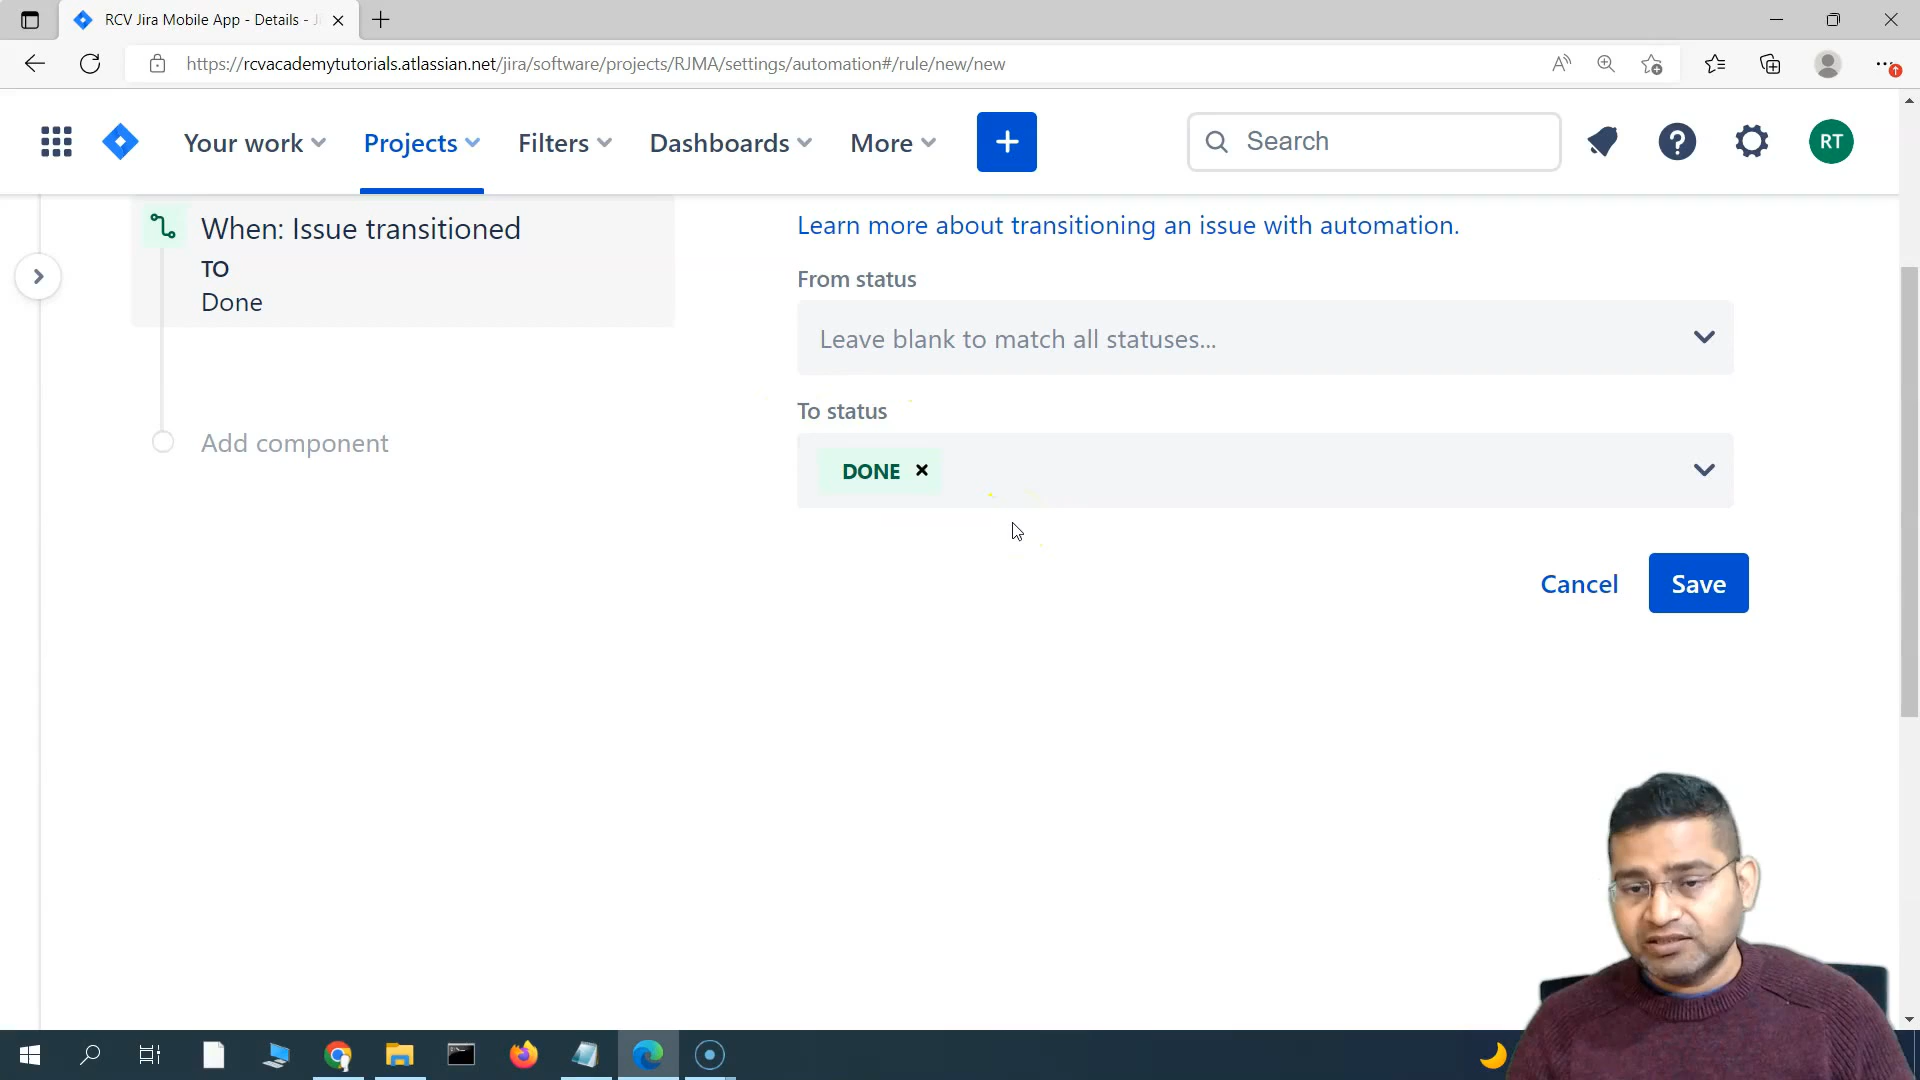 RCV Jira Mobile App - Details - Ji
https://rcvacademytutorials.atlassian.net/jira/software/projects/RJMA/settings/automation#/rule/new/new
Your work
Projects
Filters
Dashboards
More
Search
RT
When: Issue transitioned
TO
Done
Add component
Learn more about transitioning an issue with automation.
From status
Leave blank to match all statuses...
To status
DONE
Cancel
Save